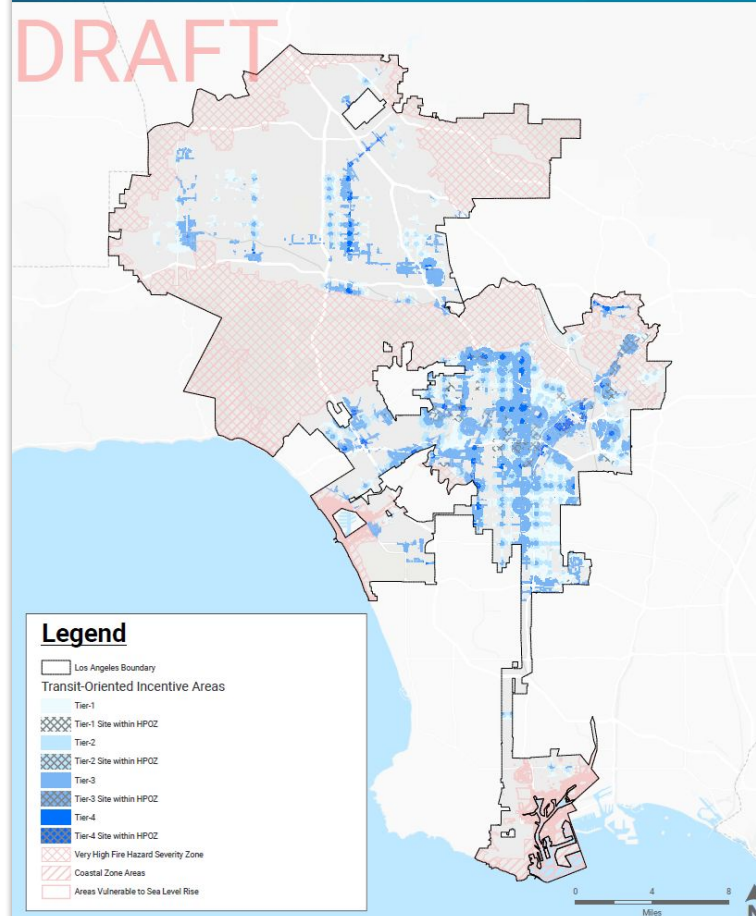 DRAFT
Legend
Los Angeles Boundary
Transit-Oriented Incentive Areas
Tier-1
Tier-1 Site within HPOZ
Tier-2
Tier-2 Site within HPOZ
Tier-3
Tier-3 Site within HPOZ
Tier-4
Tier-4 Site within HPOZ
Very High Fire Hazard Severity Zone
Coastal Zone Areas
Areas Vulnerable to Sea Level Rise
0 4 8
Miles